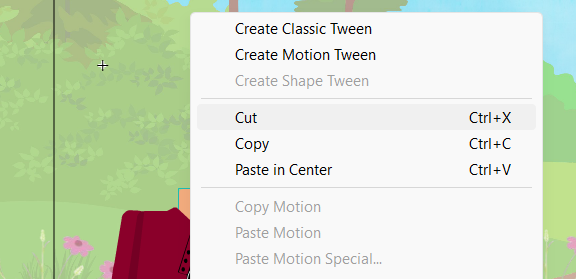 Create Classic Tween
Create Motion Tween
Create Shape Tween
Cut Ctrl+X
Copy Ctrl+C
Paste in Center Ctrl+V
Copy Motion
Paste Motion
Paste Motion Special...